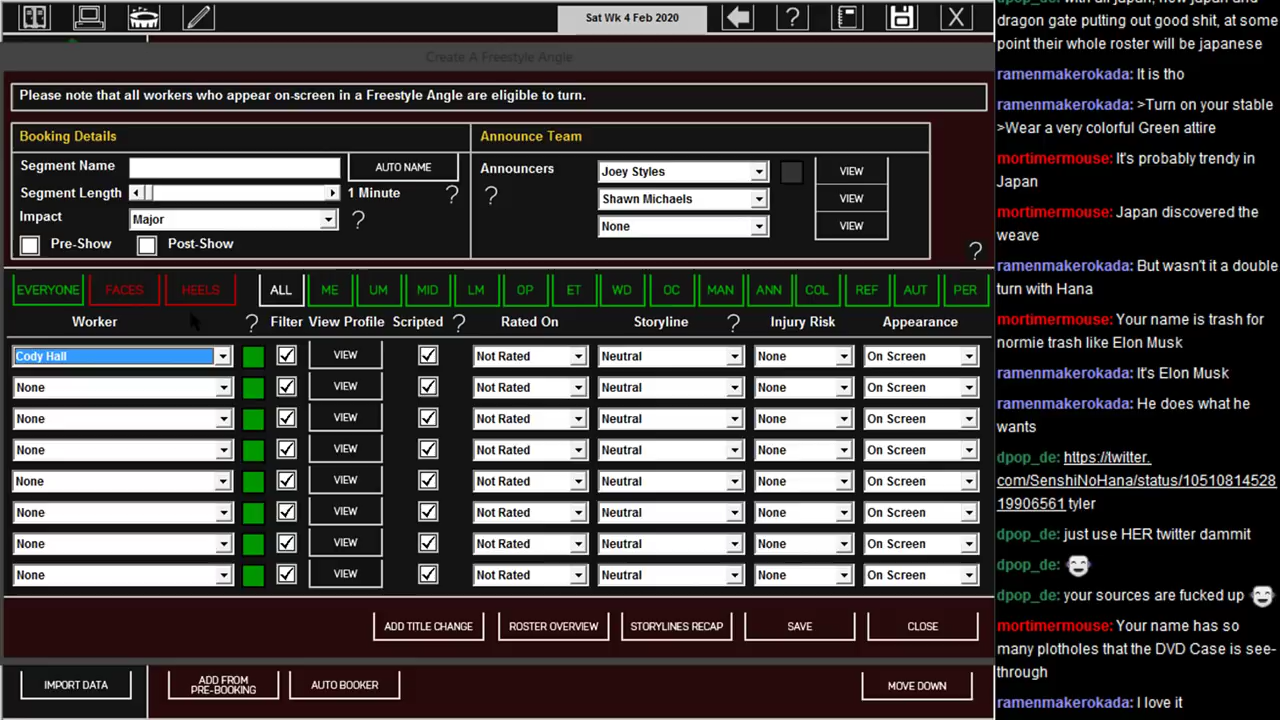 Sat Wk 4 Feb 2020
Create A Freestyle Angle
Please note that all workers who appear on-screen in a Freestyle Angle are eligible to turn.
Booking Details
Segment Name
AUTO NAME
Segment Length
1 Minute
?
Impact
Major
?
Pre-Show
Post-Show
Announce Team
Announcers
?
Joey Styles
VIEW
Shawn Michaels
VIEW
None
VIEW
?
EVERYONE FACES HEELS ALL ME UM MID LM OP ET WD OC MAN ANN COL REF AUT PER
Worker ? Filter View Profile Scripted ? Rated On Storyline ? Injury Risk Appearance
Cody Hall VIEW Not Rated Neutral None On Screen
None VIEW Not Rated Neutral None On Screen
None VIEW Not Rated Neutral None On Screen
None VIEW Not Rated Neutral None On Screen
None VIEW Not Rated Neutral None On Screen
None VIEW Not Rated Neutral None On Screen
None VIEW Not Rated Neutral None On Screen
None VIEW Not Rated Neutral None On Screen
ADD TITLE CHANGE ROSTER OVERVIEW STORYLINES RECAP SAVE CLOSE
IMPORT DATA
ADD FROM
PRE-BOOKING
AUTO BOOKER
MOVE DOWN
dragon gate putting out good shit, at some
point their whole roster will be japanese
ramenmakerokada: It is tho
ramenmakerokada: >Turn on your stable
>Wear a very colorful Green attire
mortimermouse: It's probably trendy in
Japan
mortimermouse: Japan discovered the
weave
ramenmakerokada: But wasn't it a double
turn with Hana
mortimermouse: Your name is trash for
normie trash like Elon Musk
ramenmakerokada: It's Elon Musk
ramenmakerokada: He does what he
wants
dpop_de: https://twitter.
com/SenshiNoHana/status/10510814528
19906561 tyler
dpop_de: just use HER twitter dammit
dpop_de:
dpop_de: your sources are fucked up
mortimermouse: Your name has so
many plotholes that the DVD Case is see-
through
ramenmakerokada: I love it